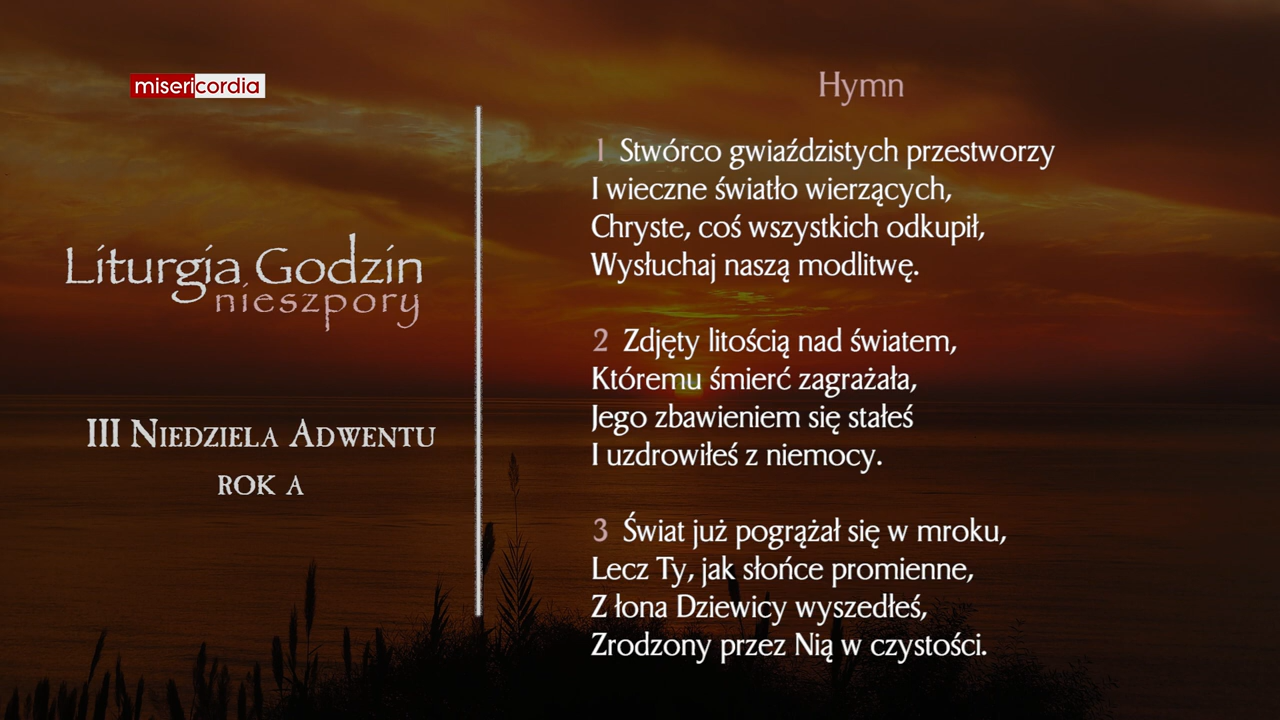 misericordia
Liturgia Godzin
nieszpory
III Niedziela Adwentu
rok A
Hymn
1 Stwórco gwiaździstych przestworzy
I wieczne światło wierzących,
Chryste, coś wszystkich odkupił,
Wysłuchaj naszą modlitwę.
2 Zdjęty litością nad światem,
Któremu śmierć zagrażała,
Jego zbawieniem się stałeś
I uzdrowiłeś z niemocy.
3 Świat już pogrążał się w mroku,
Lecz Ty, jak słońce promienne,
Z łona Dziewicy wyszedłeś,
Zrodzony przez Nią w czystości.